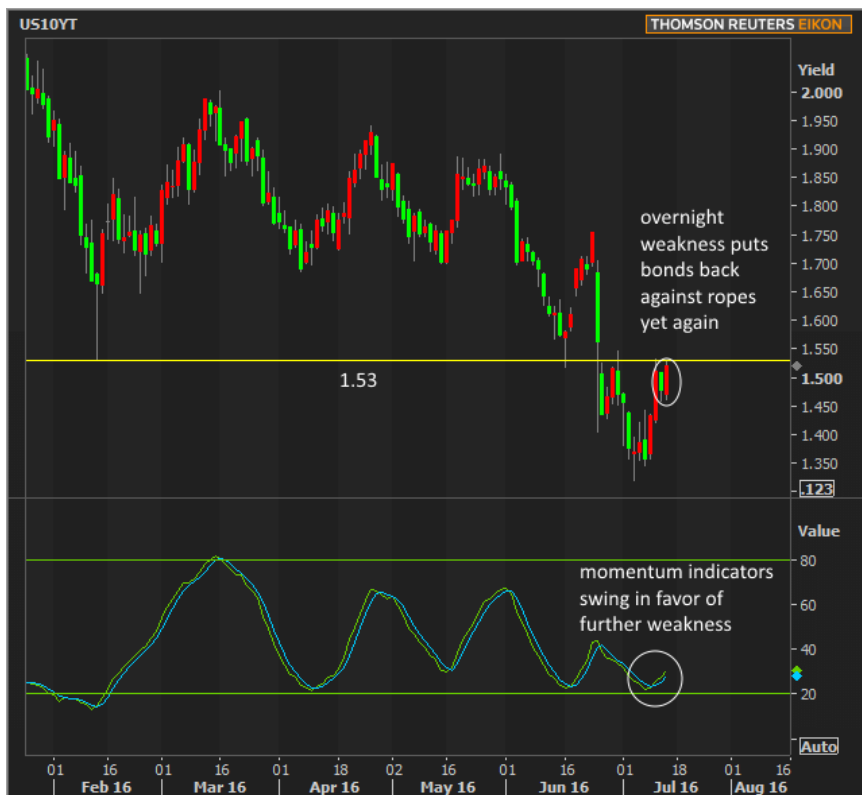 US10YT
THOMSON REUTERS EIKON
Yield
2.000
1.950
1.900
1.850
1.800
1.750
1.700
1.650
1.600
1.550
1.500
1.450
1.400
1.350
.123
overnight
weakness puts
bonds back
against ropes
yet again
1.53
Value
80
60
40
20
Auto
momentum indicators
swing in favor of
further weakness
01 16 01 16 01 18 02 16 01 16 01 18 01 16
Feb 16 Mar 16 Apr 16 May 16 Jun 16 Jul 16 Aug 16